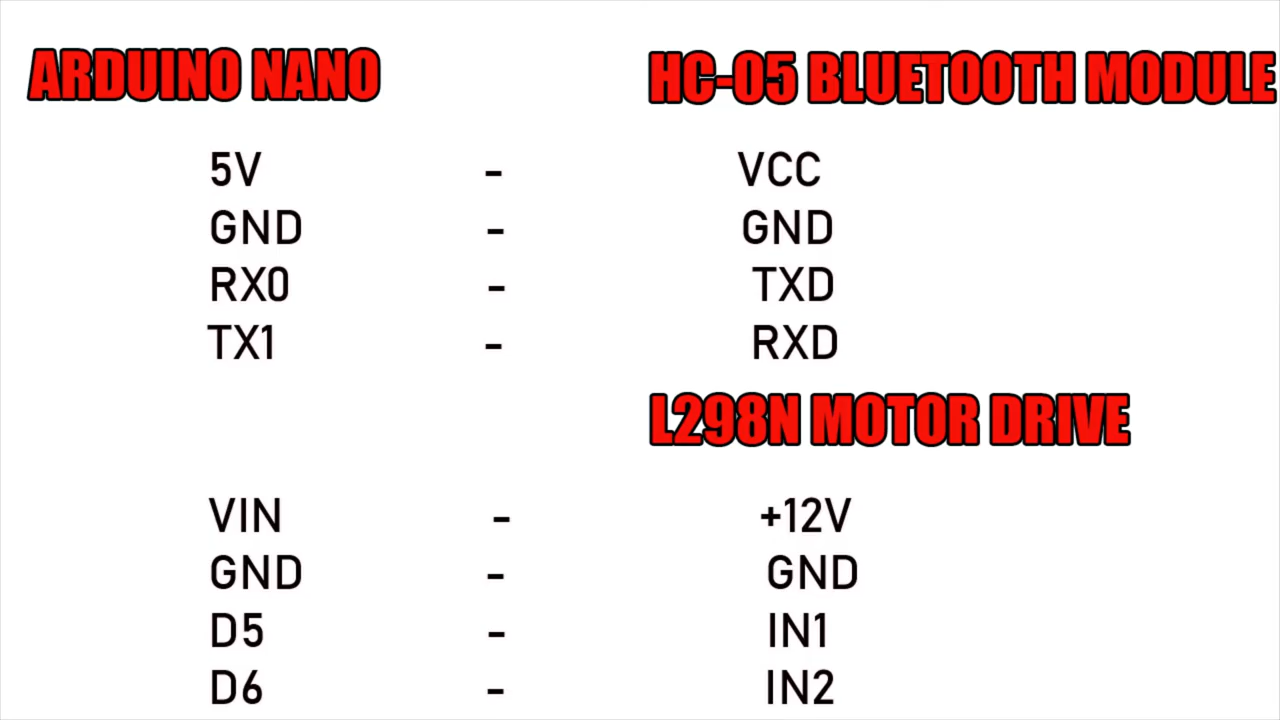 ARDUINO NANO HC-05 BLUETOOTH MODULE
5V - VCC
GND - GND
RX0 - TXD
TX1 - RXD
L298N MOTOR DRIVE
VIN - +12V
GND - GND
D5 - IN1
D6 - IN2